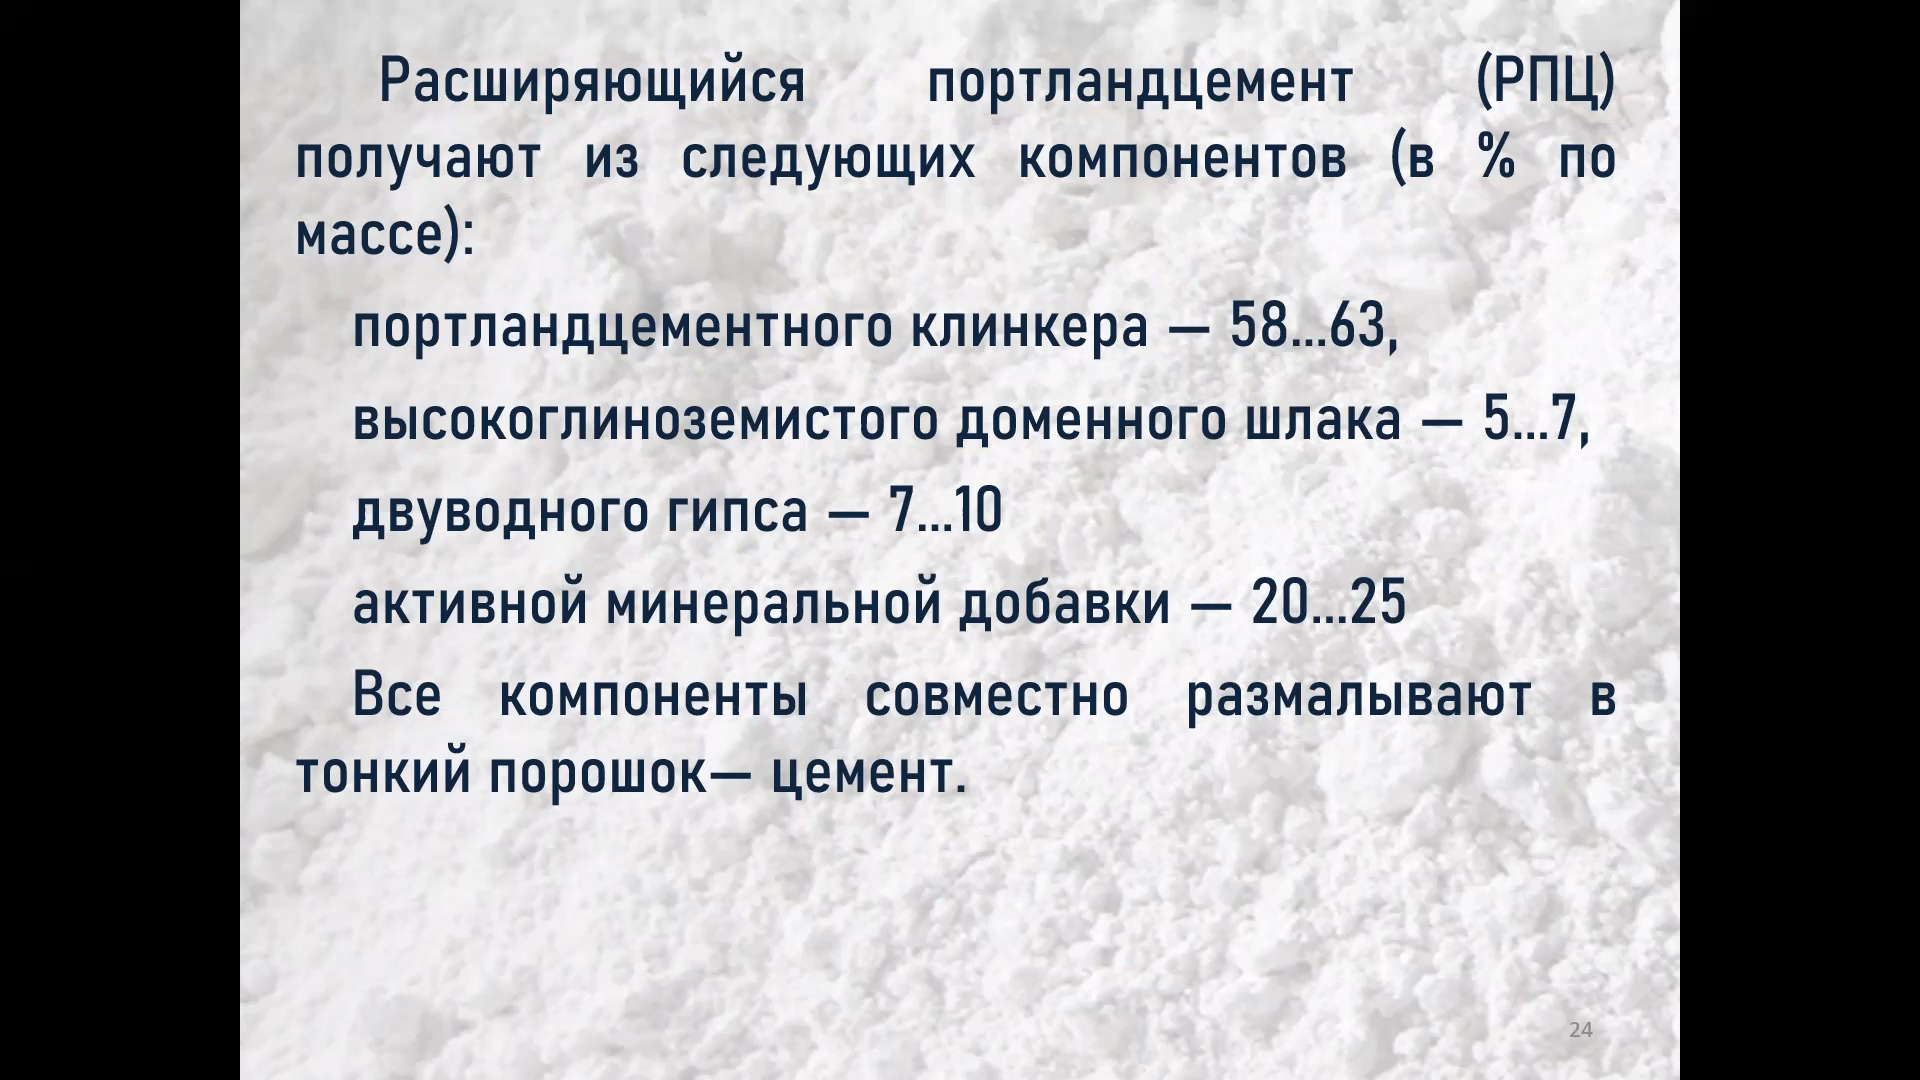 Расширяющийся портландцемент (РПЦ)
получают из следующих компонентов (в % по
массе):
портландцементного клинкера — 58...63,
высокоглиноземистого доменного шлака — 5...7,
двуводного гипса — 7...10
активной минеральной добавки — 20...25
Все компоненты совместно размалывают в
тонкий порошок— цемент.
24